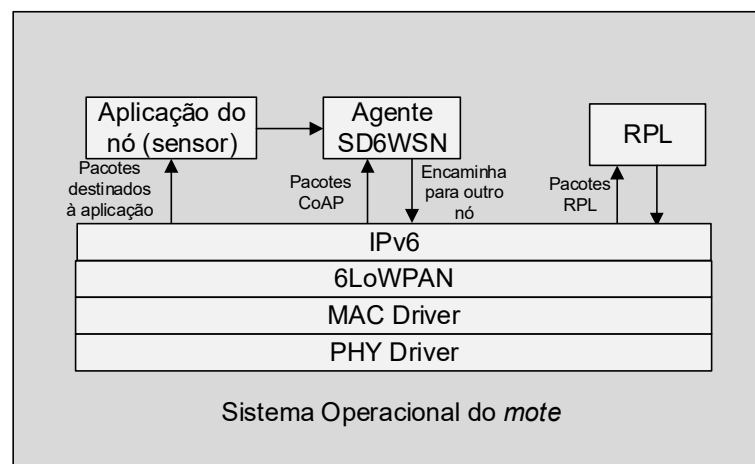 Aplicação do
nó (sensor)
Agente
SD6WSN
RPL
Pacotes
destinados
à aplicação
Pacotes
CoAP
Encaminha
para outro
nó
Pacotes
RPL
IPv6
6LoWPAN
MAC Driver
PHY Driver
Sistema Operacional do mote